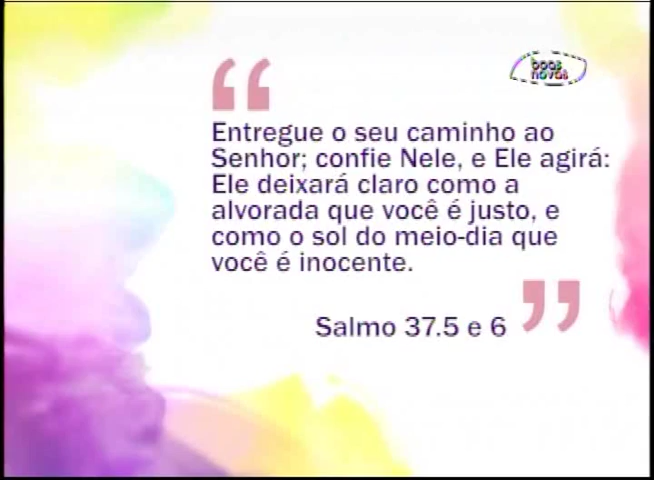 boas
novas
“
Entregue o seu caminho ao
Senhor; confie Nele, e Ele agirá:
Ele deixará claro como a
alvorada que você é justo, e
como o sol do meio-dia que
você é inocente.
Salmo 37.5 e 6
”